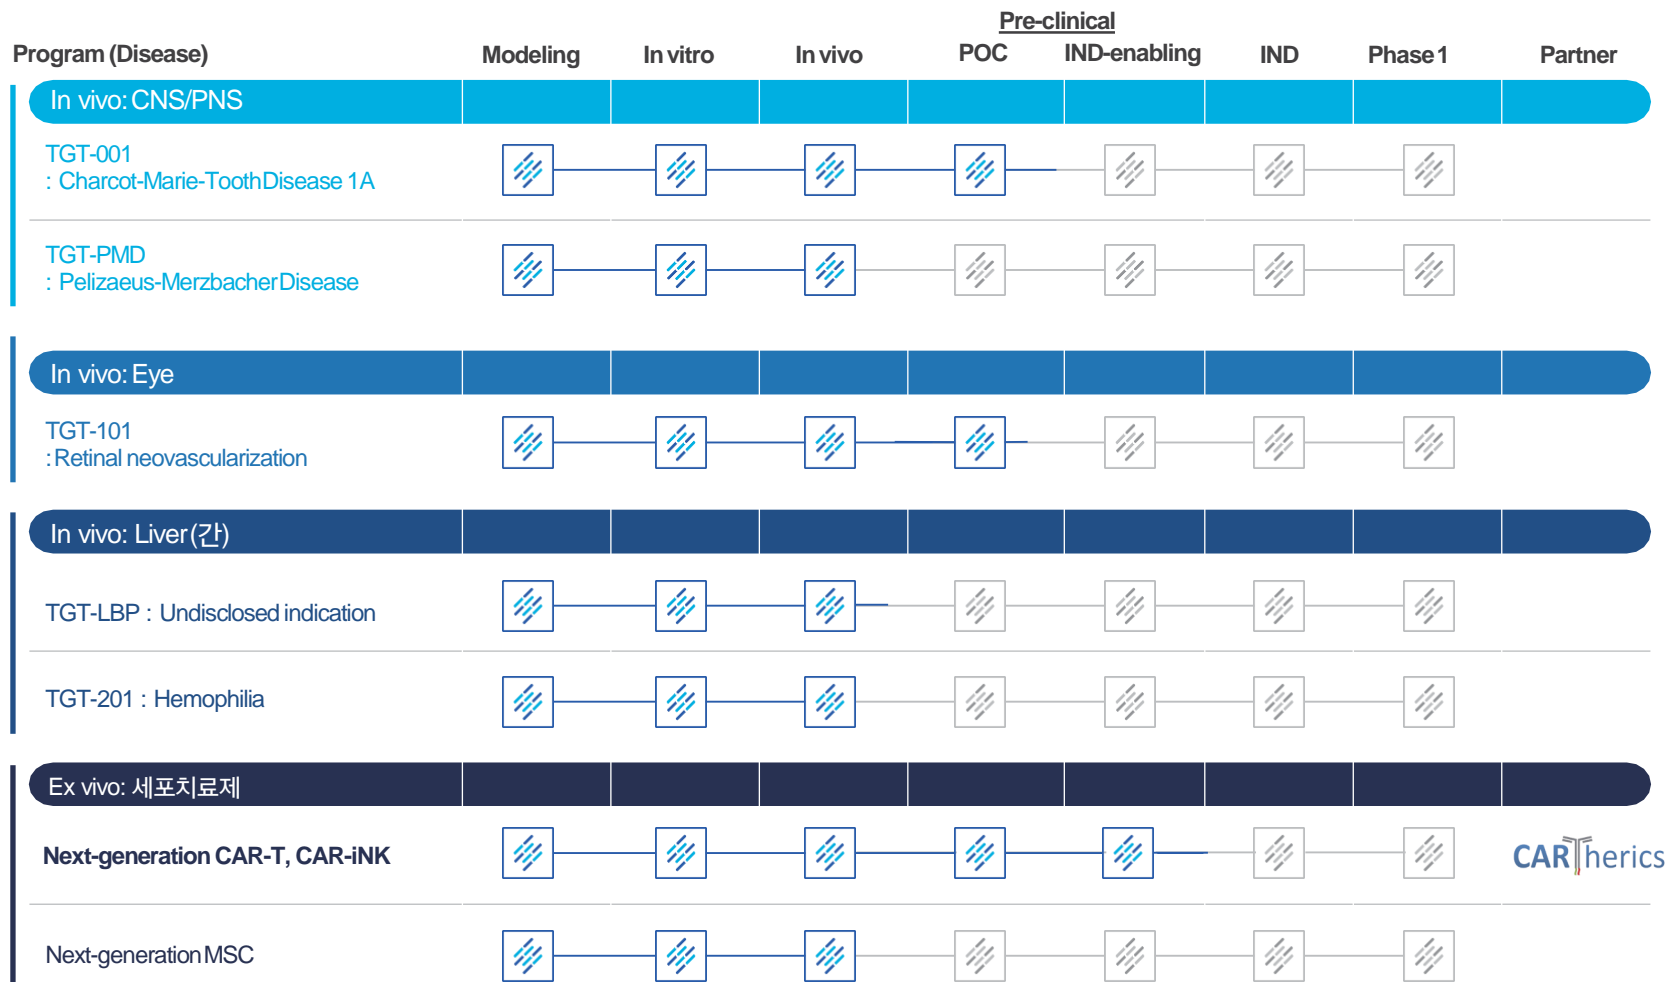 Pre-clinical
Program (Disease) Modeling In vitro In vivo POC IND-enabling IND Phase 1 Partner
In vivo: CNS/PNS
TGT-001
: Charcot-Marie-Tooth Disease 1A
TGT-PMD
: Pelizaeus-Merzbacher Disease
In vivo: Eye
TGT-101
: Retinal neovascularization
In vivo: Liver (간)
TGT-LBP : Undisclosed indication
TGT-201 : Hemophilia
Ex vivo: 세포치료제
Next-generation CAR-T, CAR-iNK CARTherics
Next-generation MSC